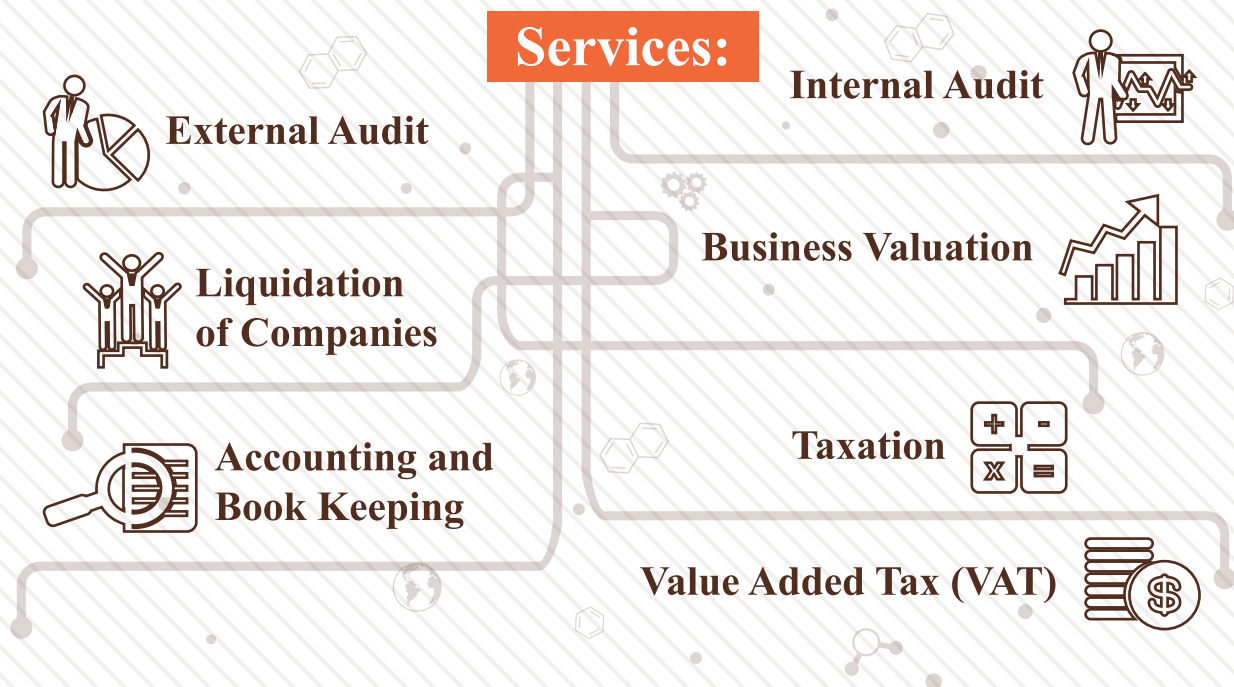 Services:
External Audit
Liquidation
of Companies
Accounting and
Book Keeping
Internal Audit
Business Valuation
Taxation
+ -
x =
Value Added Tax (VAT)
$